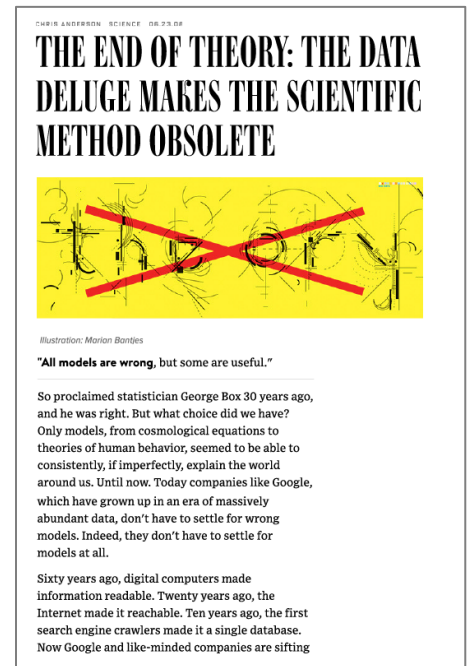 CHRIS ANDERSON SCIENCE 06.23.08
THE END OF THEORY: THE DATA
DELUGE MAKES THE SCIENTIFIC
METHOD OBSOLETE
theory
Illustration: Marian Bantjes
"All models are wrong, but some are useful."
So proclaimed statistician George Box 30 years ago,
and he was right. But what choice did we have?
Only models, from cosmological equations to
theories of human behavior, seemed to be able to
consistently, if imperfectly, explain the world
around us. Until now. Today companies like Google,
which have grown up in an era of massively
abundant data, don't have to settle for wrong
models. Indeed, they don't have to settle for
models at all.
Sixty years ago, digital computers made
information readable. Twenty years ago, the
Internet made it reachable. Ten years ago, the first
search engine crawlers made it a single database.
Now Google and like-minded companies are sifting